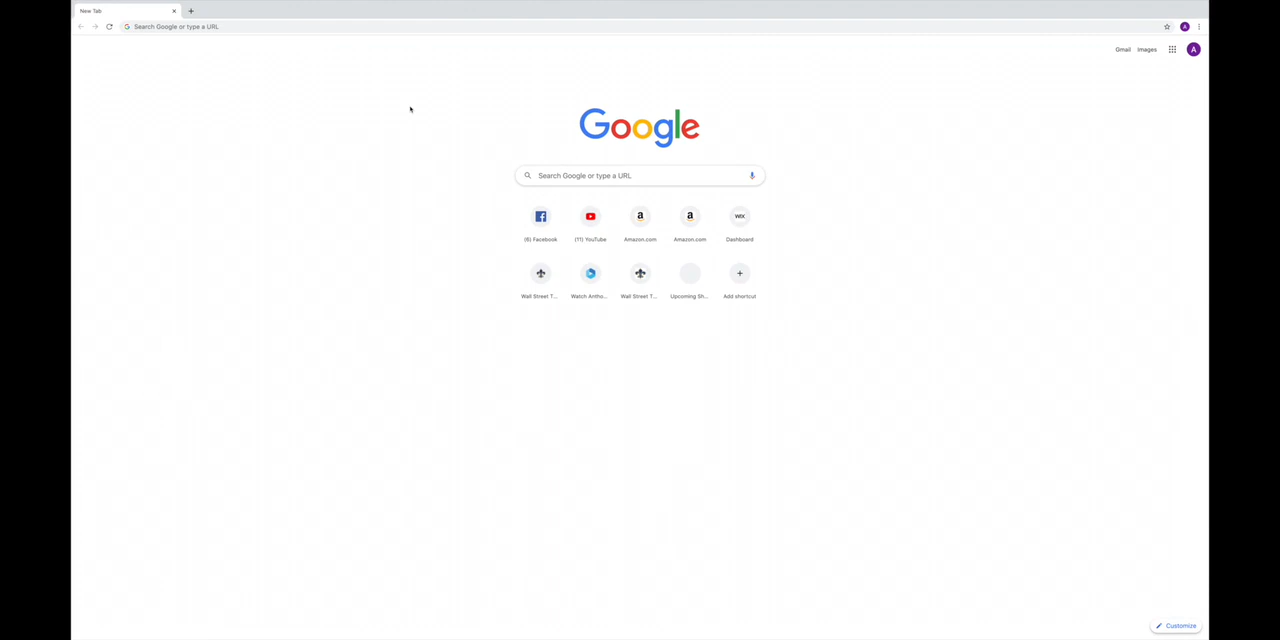 New Tab
Search Google or type a URL
A
Gmail Images A
Google
Search Google or type a URL
(6) Facebook (11) YouTube Amazon.com Amazon.com WIX Dashboard
Wall Street T... Watch Antho... Wall Street T... Upcoming Sh... Add shortcut
Customize